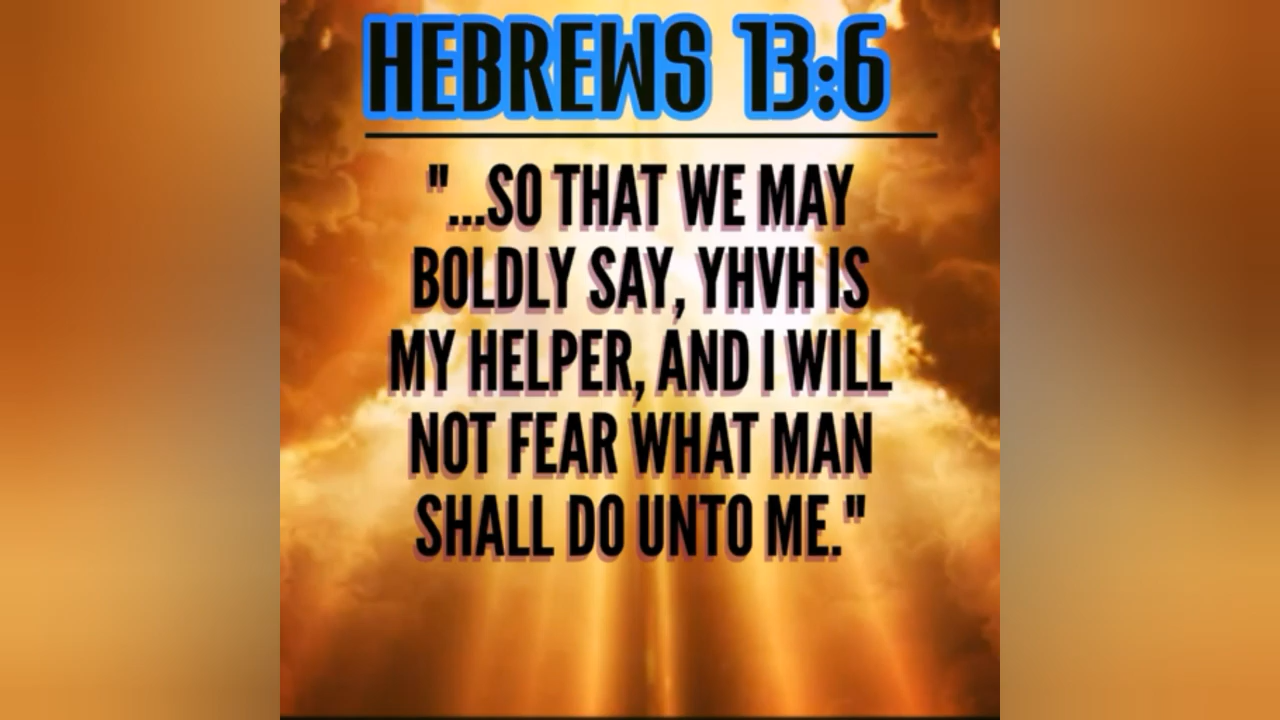 HEBREWS 13:6
"...SO THAT WE MAY
BOLDLY SAY, YHVH IS
MY HELPER, AND I WILL
NOT FEAR WHAT MAN
SHALL DO UNTO ME."